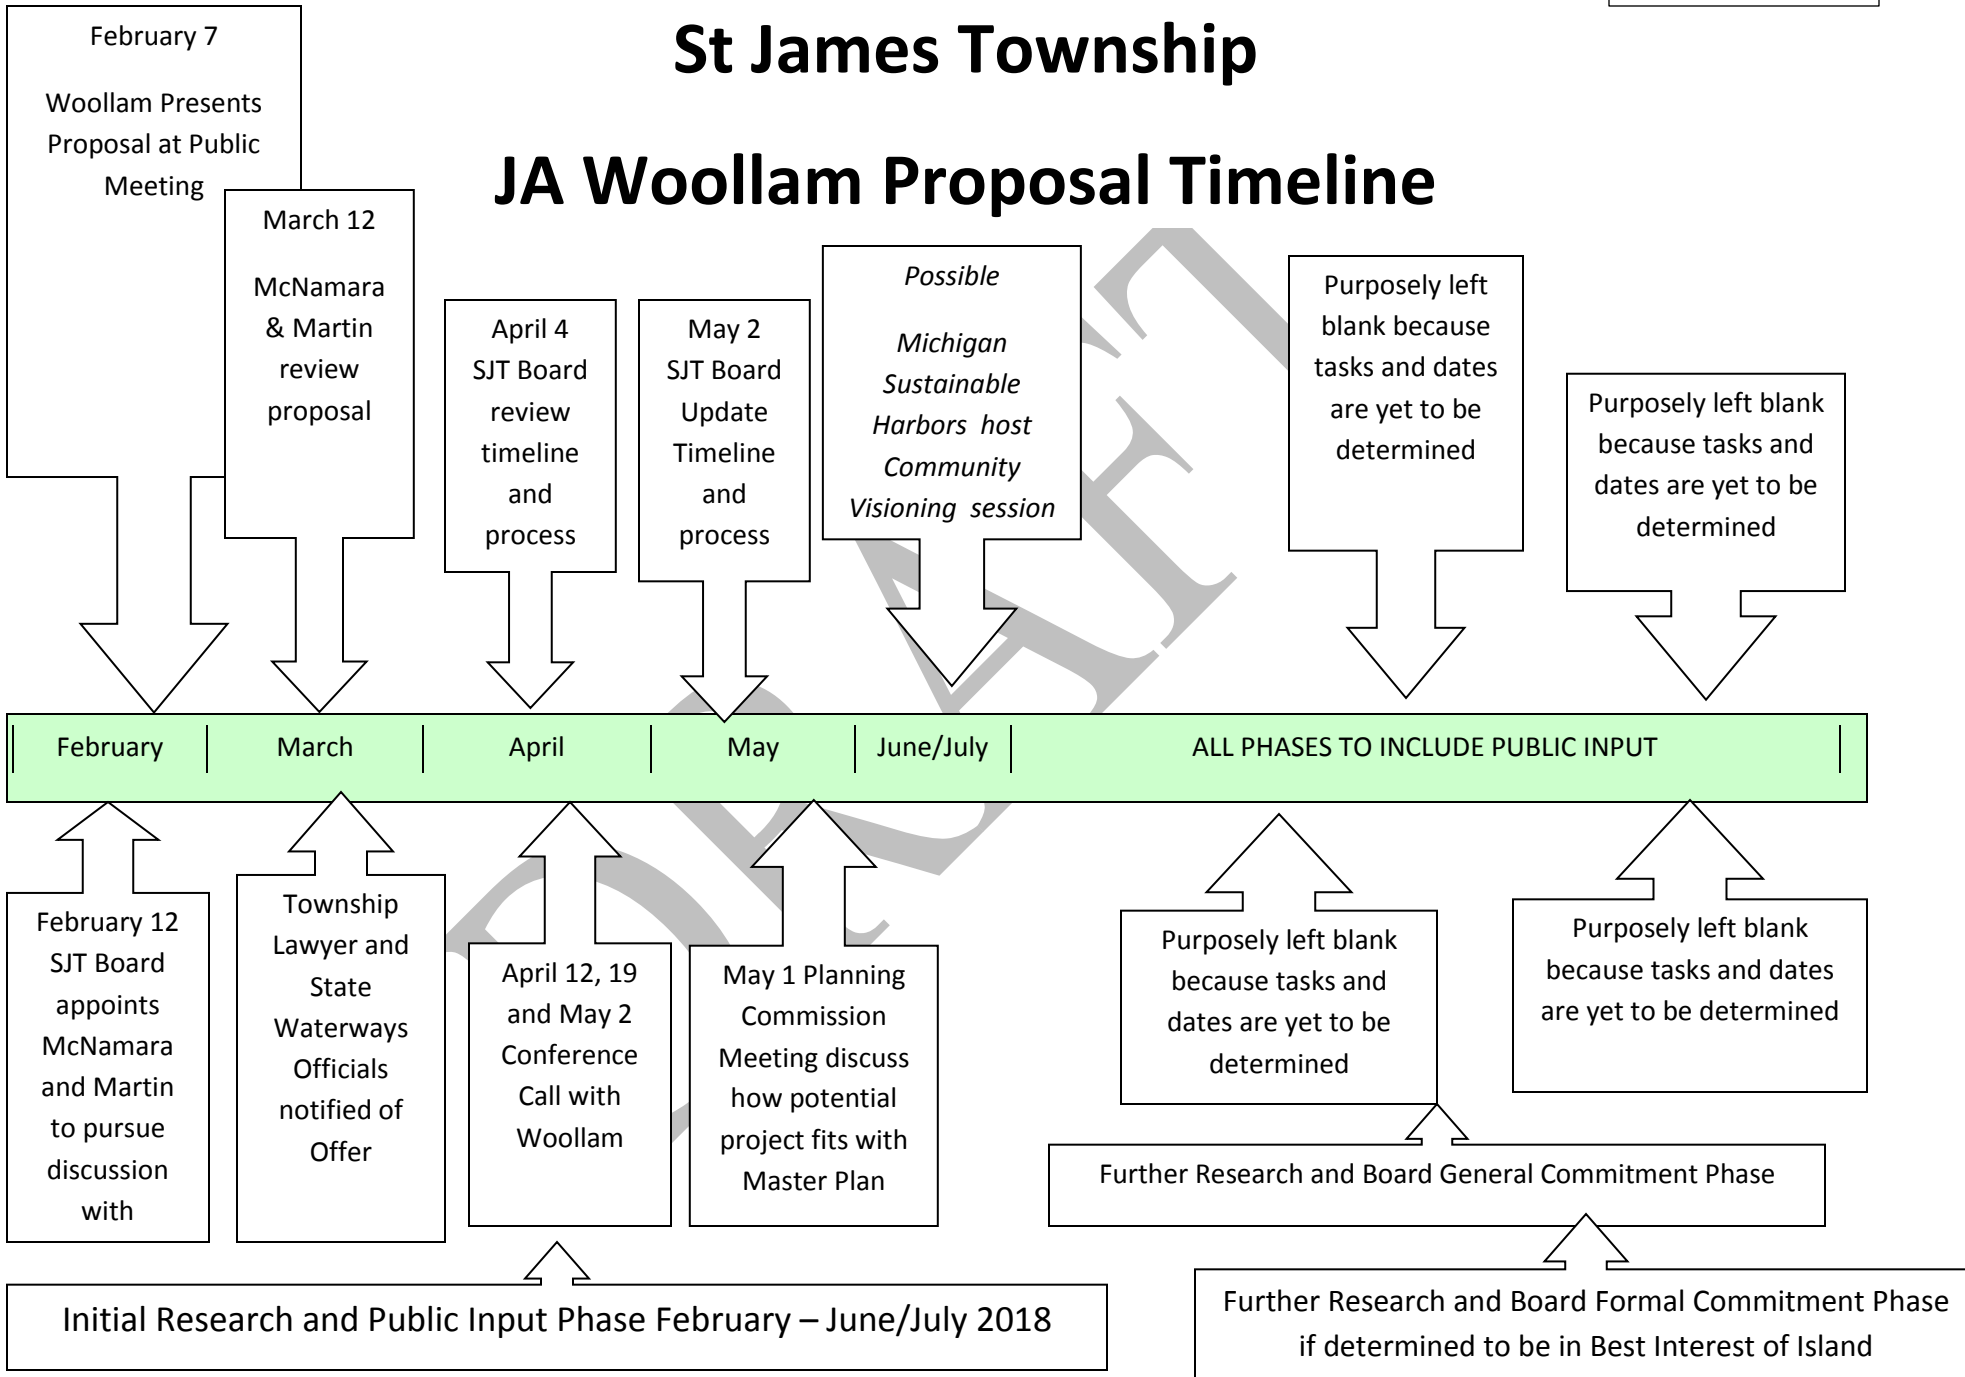 St James Township
JA Woollam Proposal Timeline
February 7
Woollam Presents
Proposal at Public
Meeting
March 12
McNamara
& Martin
review
proposal
April 4
SJT Board
review
timeline
and
process
May 2
SJT Board
Update
Timeline
and
process
Possible
Michigan
Sustainable
Harbors host
Community
Visioning session
Purposely left
blank because
tasks and dates
are yet to be
determined
Purposely left blank
because tasks and
dates are yet to be
determined
DRAFT
February
March
April
May
June/July
ALL PHASES TO INCLUDE PUBLIC INPUT
February 12
SJT Board
appoints
McNamara
and Martin
to pursue
discussion
with
Township
Lawyer and
State
Waterways
Officials
notified of
Offer
April 12, 19
and May 2
Conference
Call with
Woollam
May 1 Planning
Commission
Meeting discuss
how potential
project fits with
Master Plan
Purposely left blank
because tasks and
dates are yet to be
determined
Purposely left blank
because tasks and dates
are yet to be determined
Further Research and Board General Commitment Phase
Initial Research and Public Input Phase February – June/July 2018
Further Research and Board Formal Commitment Phase
if determined to be in Best Interest of Island